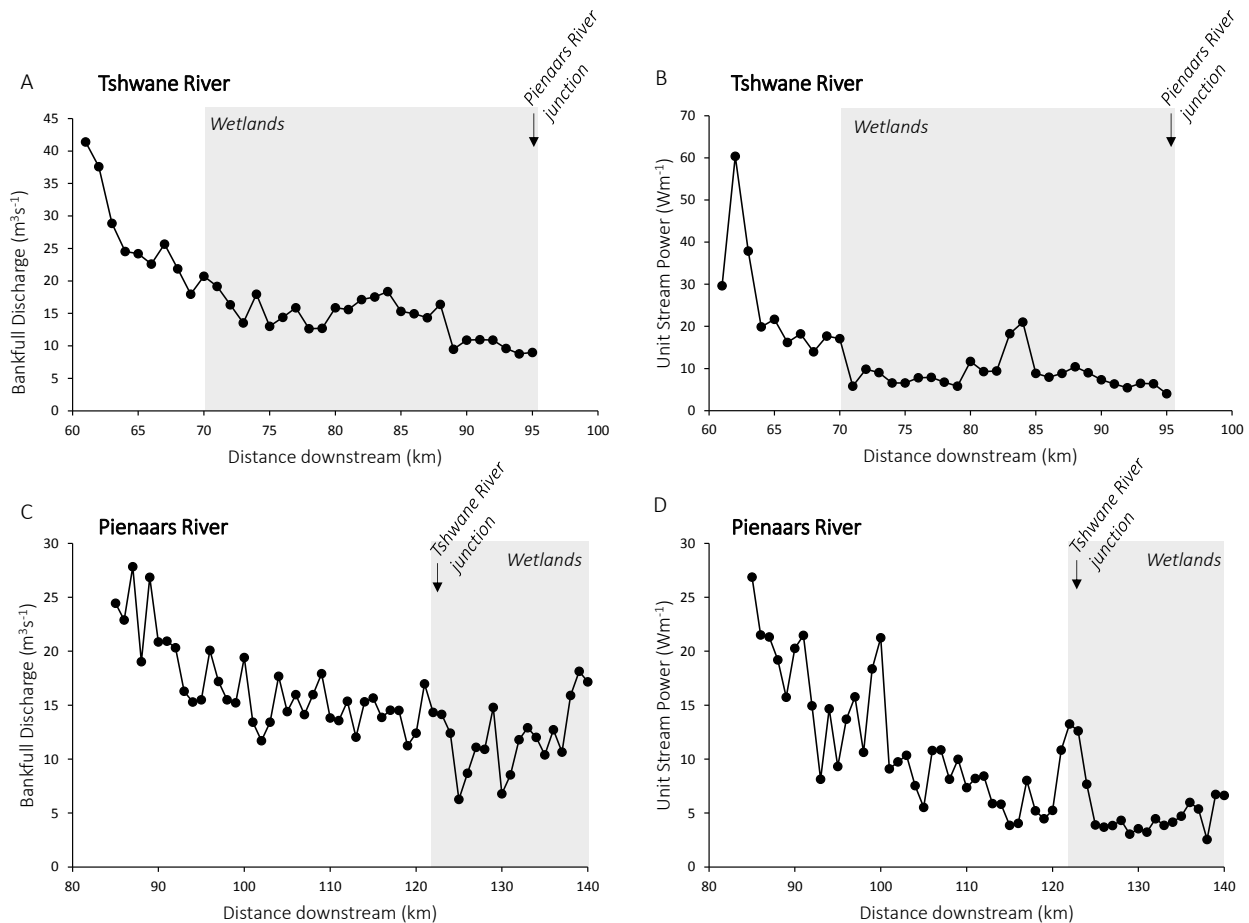 A
Tshwane River
Pienaars River
junction
Wetlands
Bankfull Discharge (m³s⁻¹)
45
40
35
30
25
20
15
10
5
0
60 65 70 75 80 85 90 95 100
Distance downstream (km)
B
Tshwane River
Pienaars River
junction
Wetlands
Unit Stream Power (Wm⁻¹)
70
60
50
40
30
20
10
0
60 65 70 75 80 85 90 95 100
Distance downstream (km)
C
Pienaars River
Tshwane River
junction
Wetlands
Bankfull Discharge (m³s⁻¹)
30
25
20
15
10
5
0
80 90 100 110 120 130 140
Distance downstream (km)
D
Pienaars River
Tshwane River
junction
Wetlands
Unit Stream Power (Wm⁻¹)
30
25
20
15
10
5
0
80 90 100 110 120 130 140
Distance downstream (km)